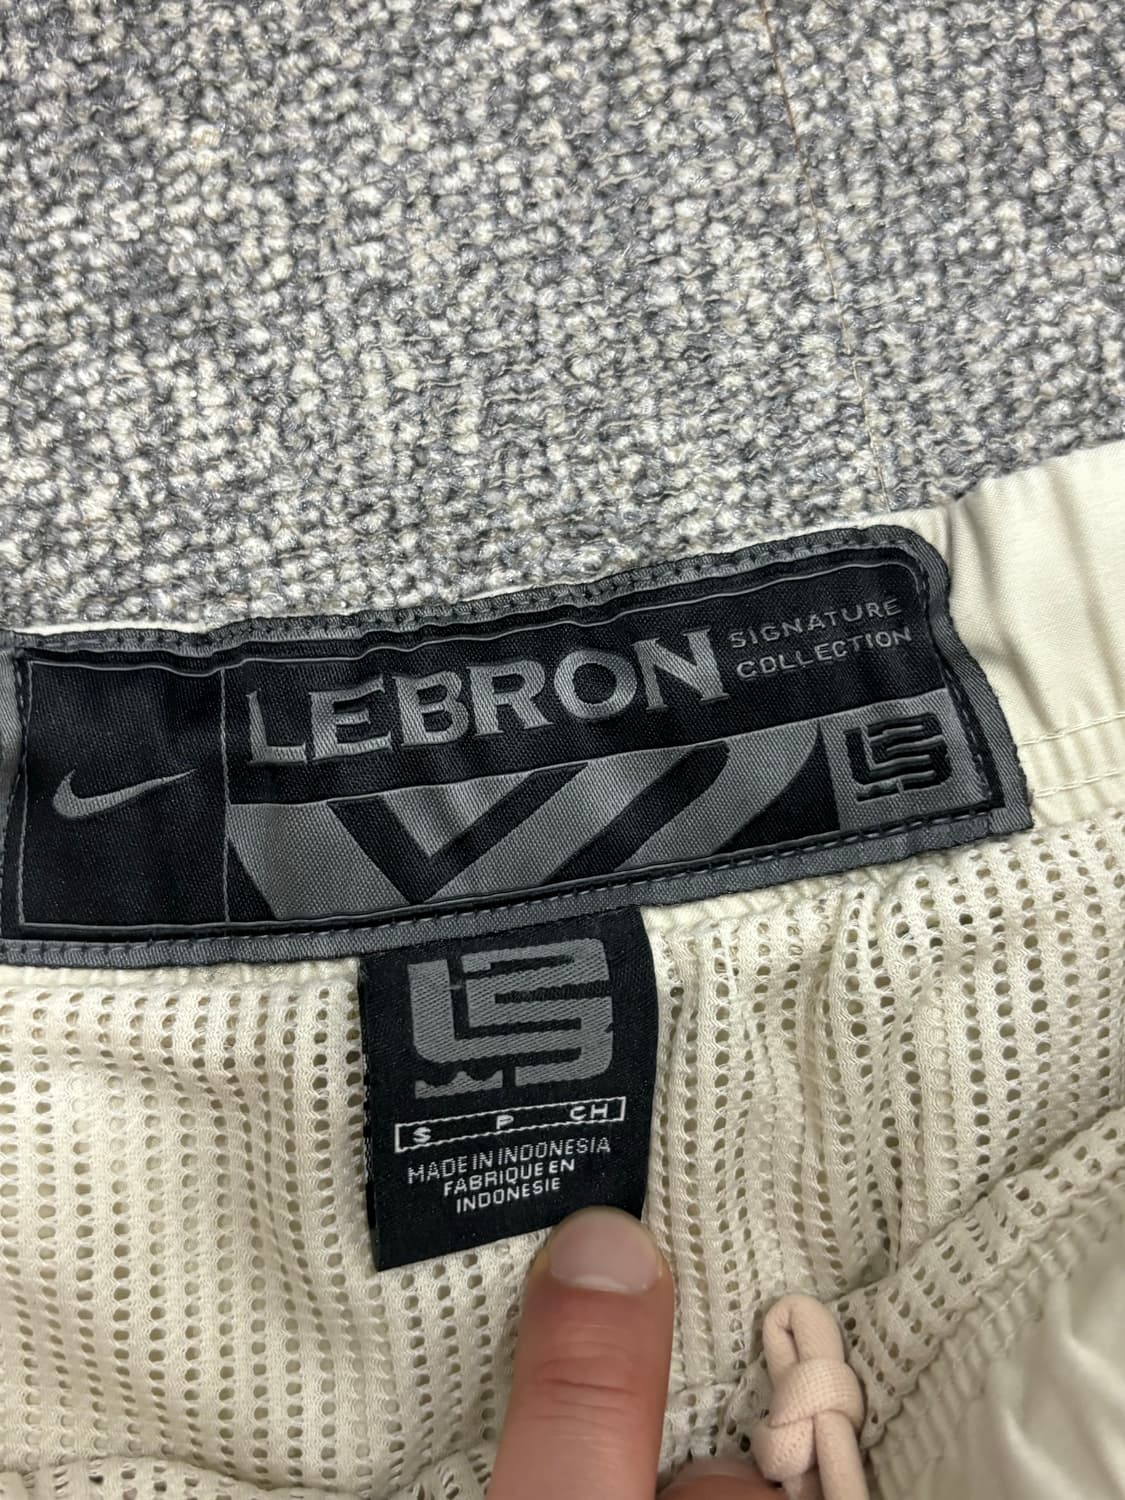 LEBRON
SIGNATURE
COLLECTION
S P CH
MADE IN INDONESIA
FABRIQUE EN
INDONESIE